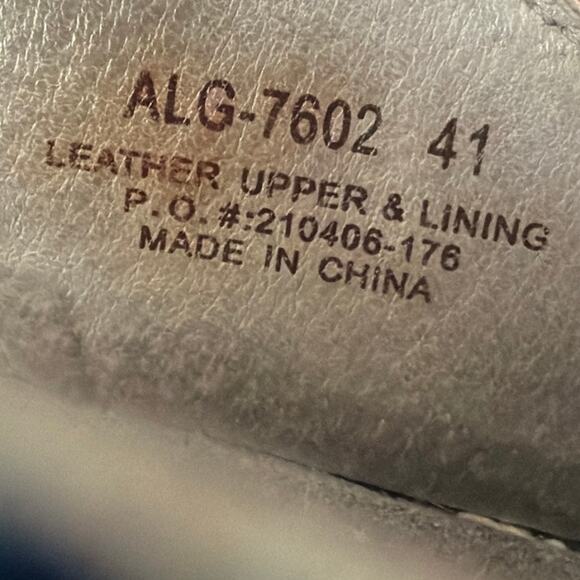 ALG-7602 41
LEATHER UPPER & LINING
P.O.#:210406-176
MADE IN CHINA